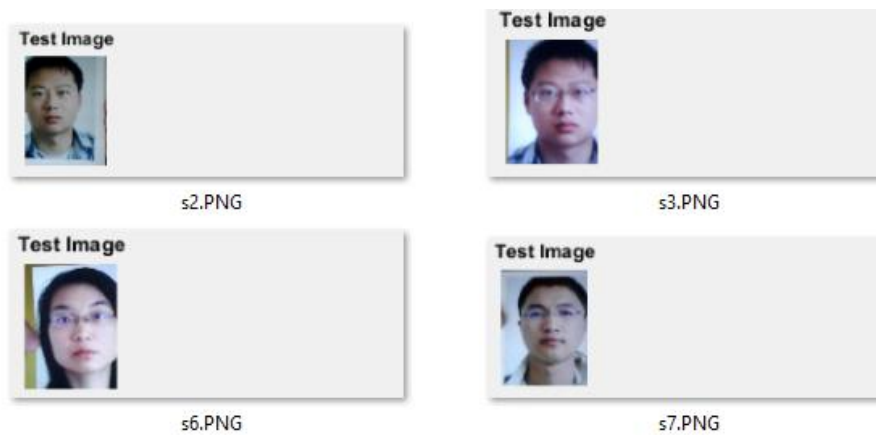 Test Image
Test Image
s2.PNG
s3.PNG
Test Image
Test Image
s6.PNG
s7.PNG